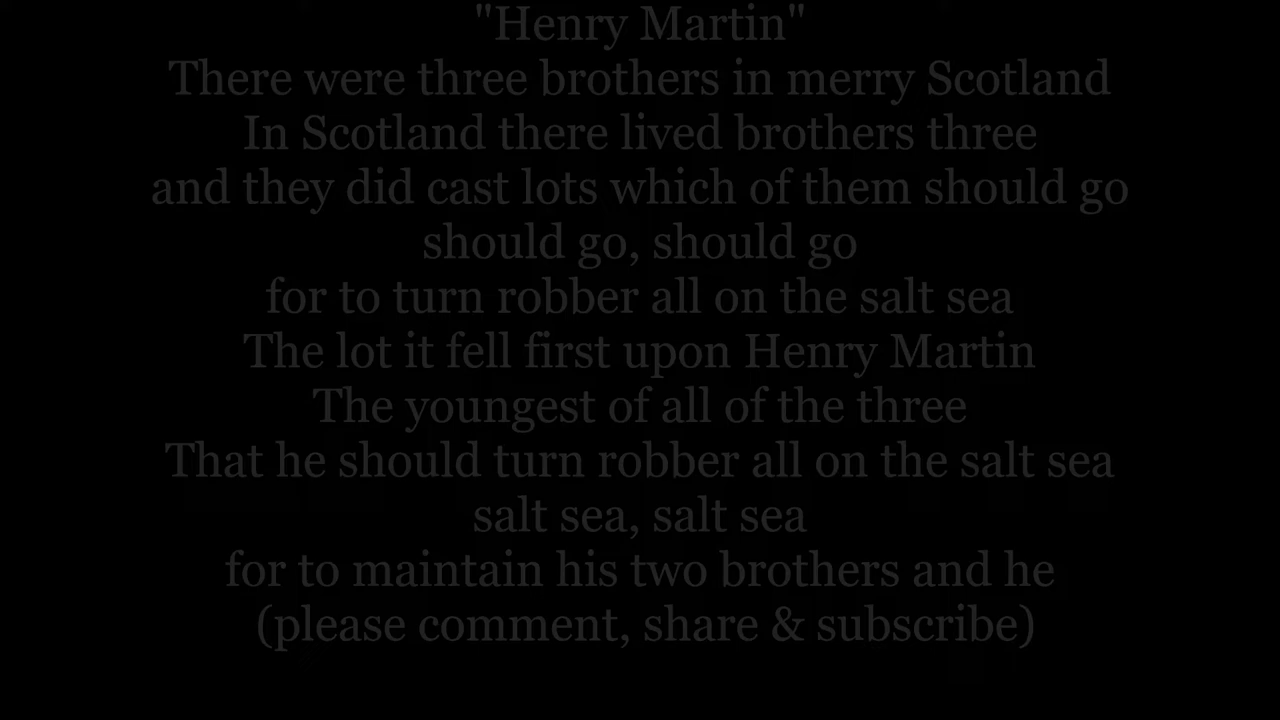 "Henry Martin"
There were three brothers in merry Scotland
In Scotland there lived brothers three
and they did cast lots which of them should go
should go, should go
for to turn robber all on the salt sea
The lot it fell first upon Henry Martin
The youngest of all of the three
That he should turn robber all on the salt sea
salt sea, salt sea
for to maintain his two brothers and he
(please comment, share & subscribe)